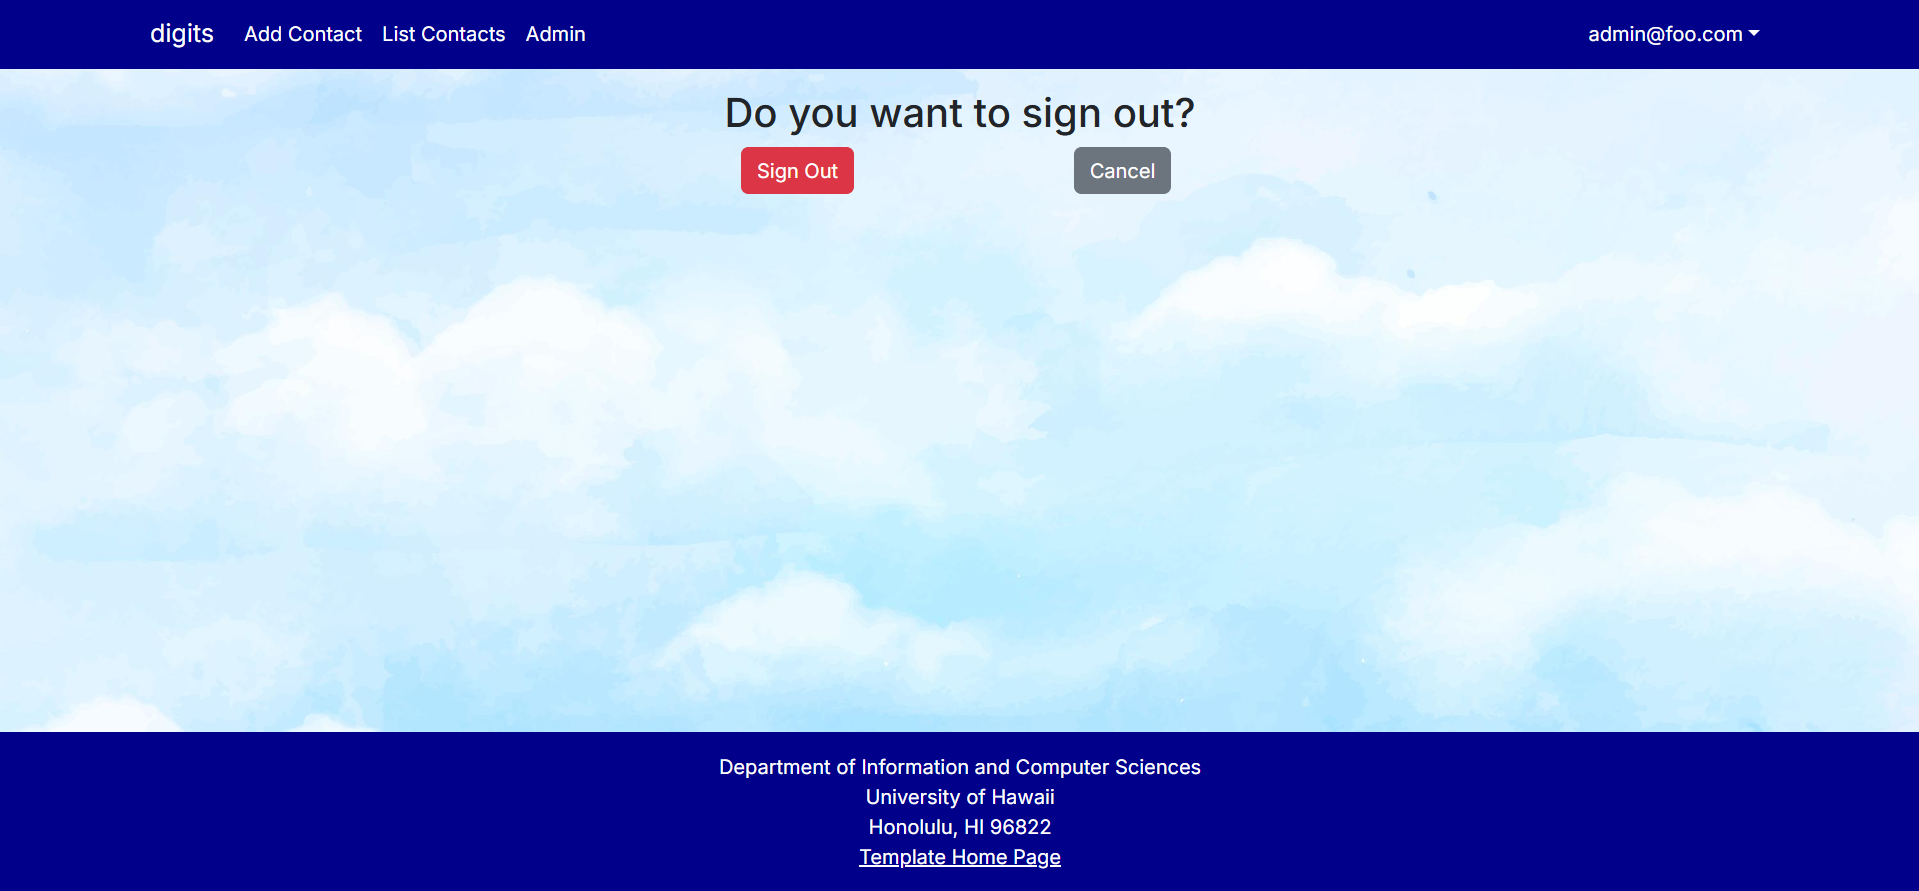 digits Add Contact List Contacts Admin admin@foo.com
Do you want to sign out?
Sign Out Cancel
Department of Information and Computer Sciences
University of Hawaii
Honolulu, HI 96822
Template Home Page